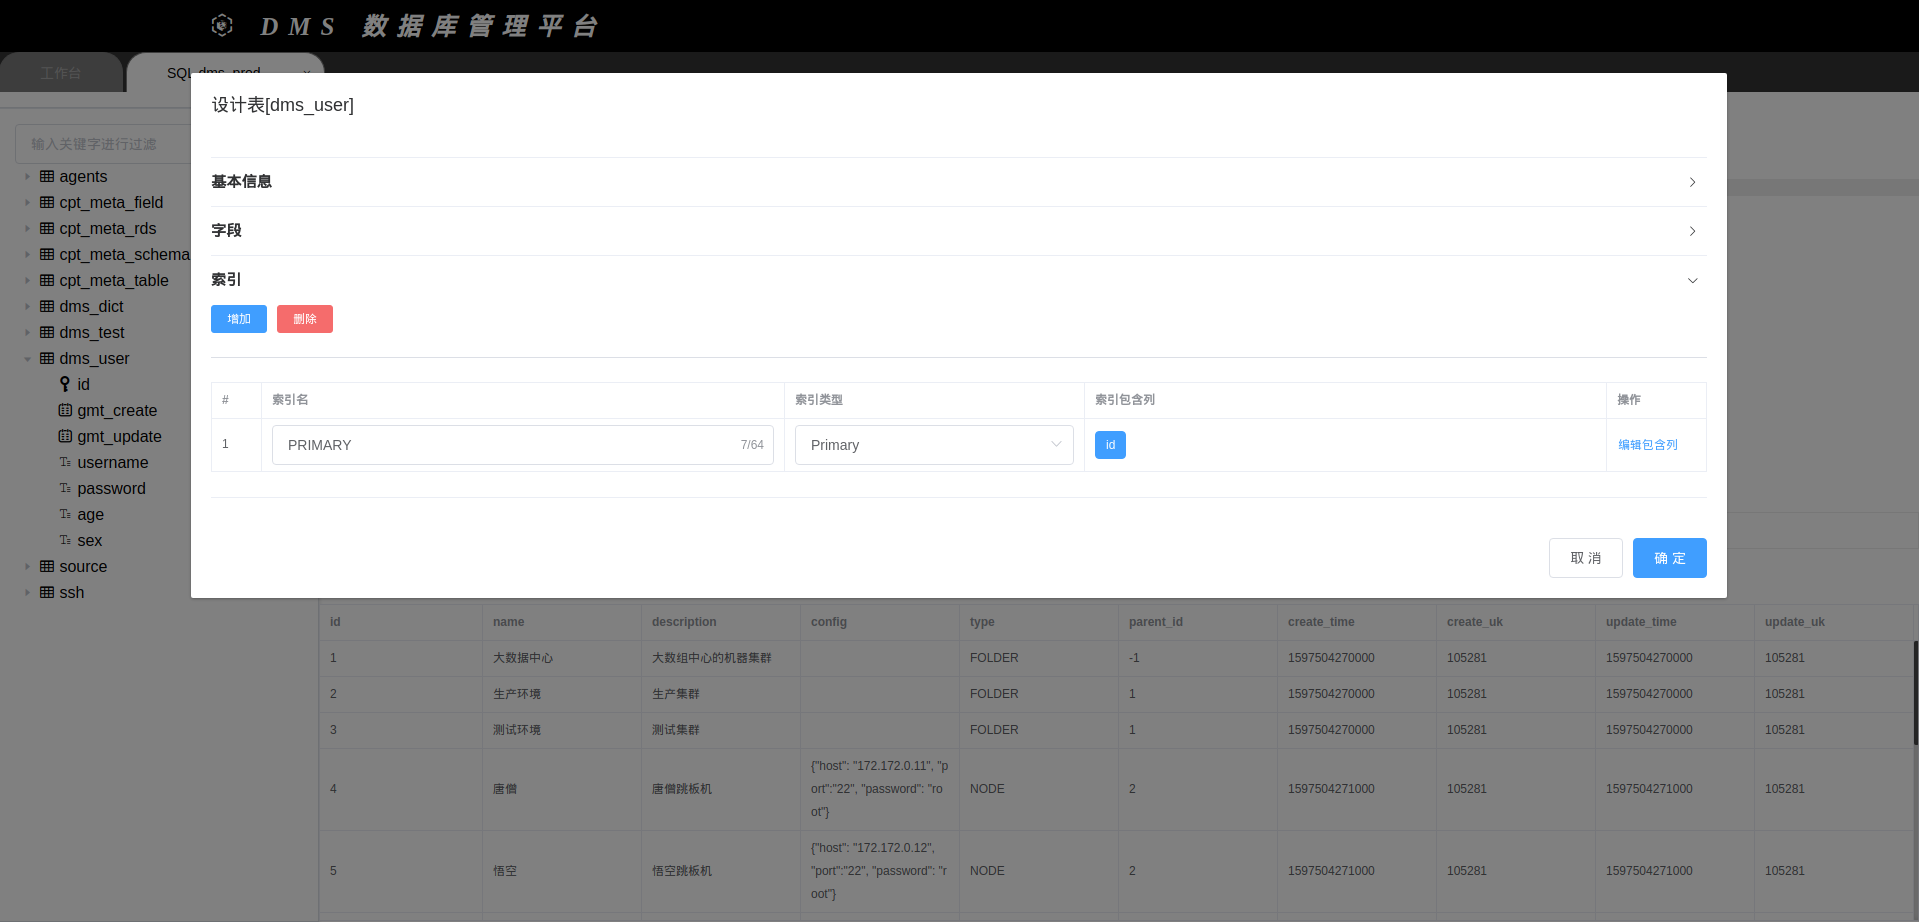 DMS 数据库管理平台
工作台
SQL-dms_prod
设计表[dms_user]
输入关键字进行过滤
agents
cpt_meta_field
cpt_meta_rds
cpt_meta_schema
cpt_meta_table
dms_dict
dms_test
dms_user
id
gmt_create
gmt_update
username
password
age
sex
source
ssh
基本信息
字段
索引
增加 删除
# 索引名 索引类型 索引包含列 操作
1 PRIMARY 7/64 Primary id 编辑包含列
取 消 确 定
id name description config type parent_id create_time create_uk update_time update_uk
1 大数据中心 大数组中心的机器集群 FOLDER -1 1597504270000 105281 1597504270000 105281
2 生产环境 生产集群 FOLDER 1 1597504270000 105281 1597504270000 105281
3 测试环境 测试集群 FOLDER 1 1597504270000 105281 1597504270000 105281
{"host": "172.172.0.11", "p
4 唐僧 唐僧跳板机 ort":"22", "password": "ro NODE 2 1597504271000 105281 1597504271000 105281
ot"}
{"host": "172.172.0.12",
5 悟空 悟空跳板机 "port":"22", "password": "r NODE 2 1597504271000 105281 1597504271000 105281
oot"}